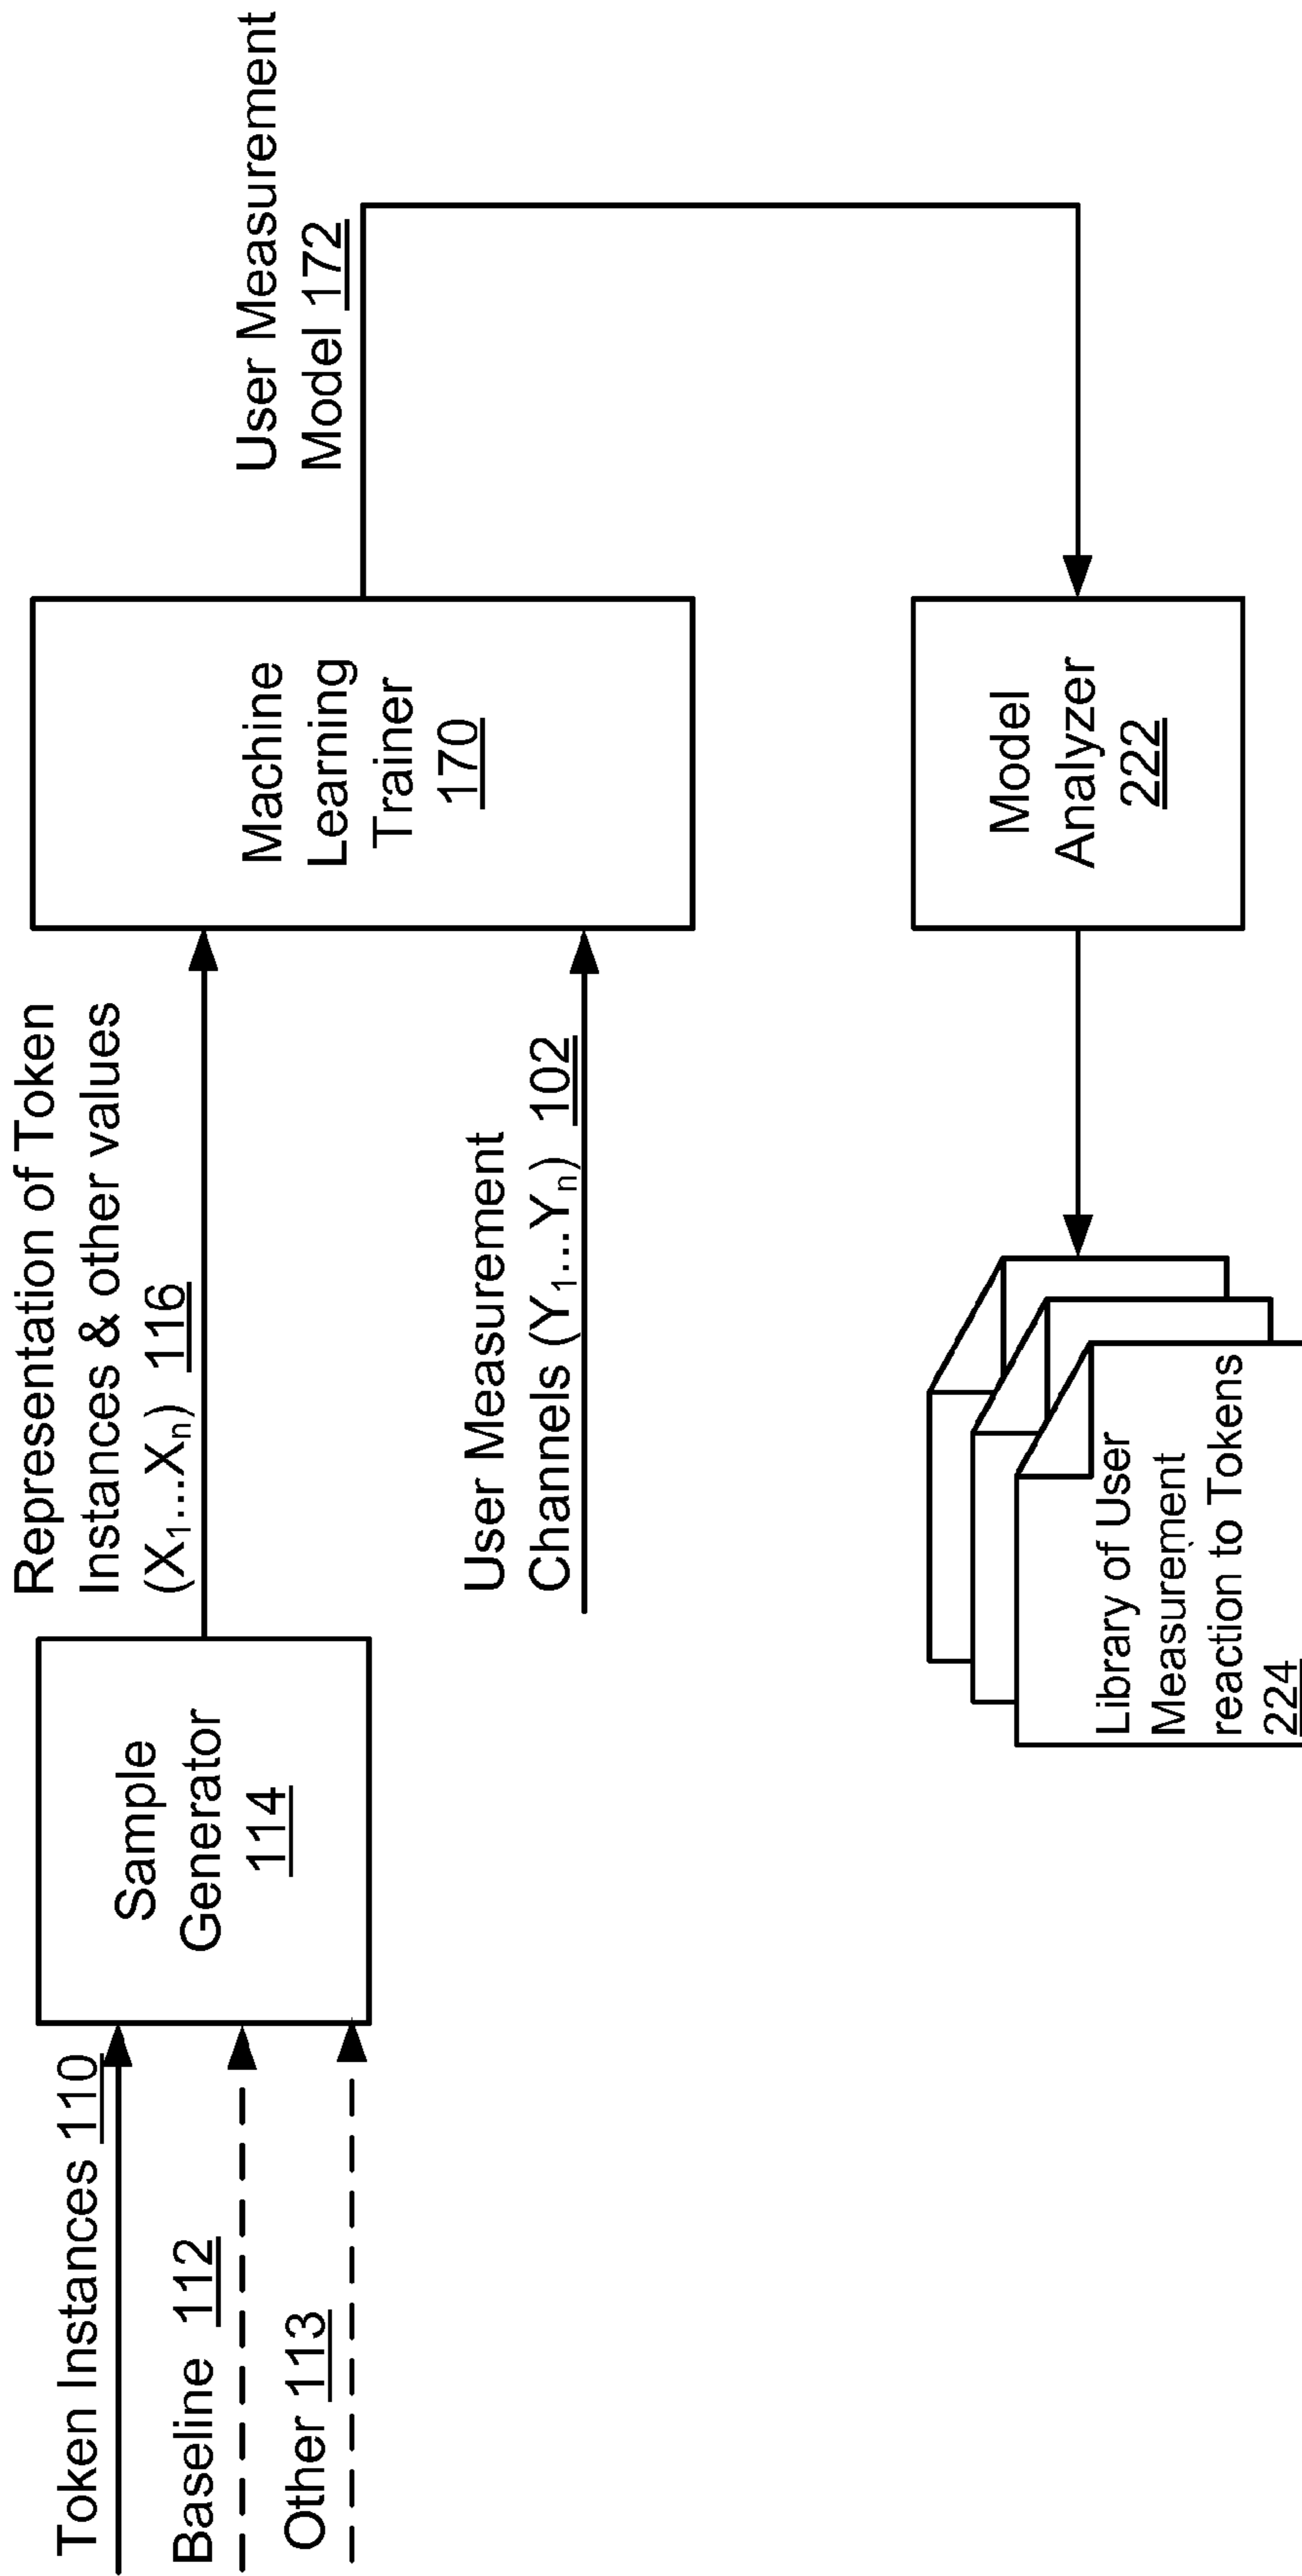 Token Instances 110
Baseline 112
Other 113
Sample
Generator
114
Representation of Token
Instances & other values
(X₁...Xₙ) 116
User Measurement
Channels (Y₁...Yₙ) 102
Machine
Learning
Trainer
170
User Measurement
Model 172
Model
Analyzer
222
Library of User
Measurement
reaction to Tokens
224